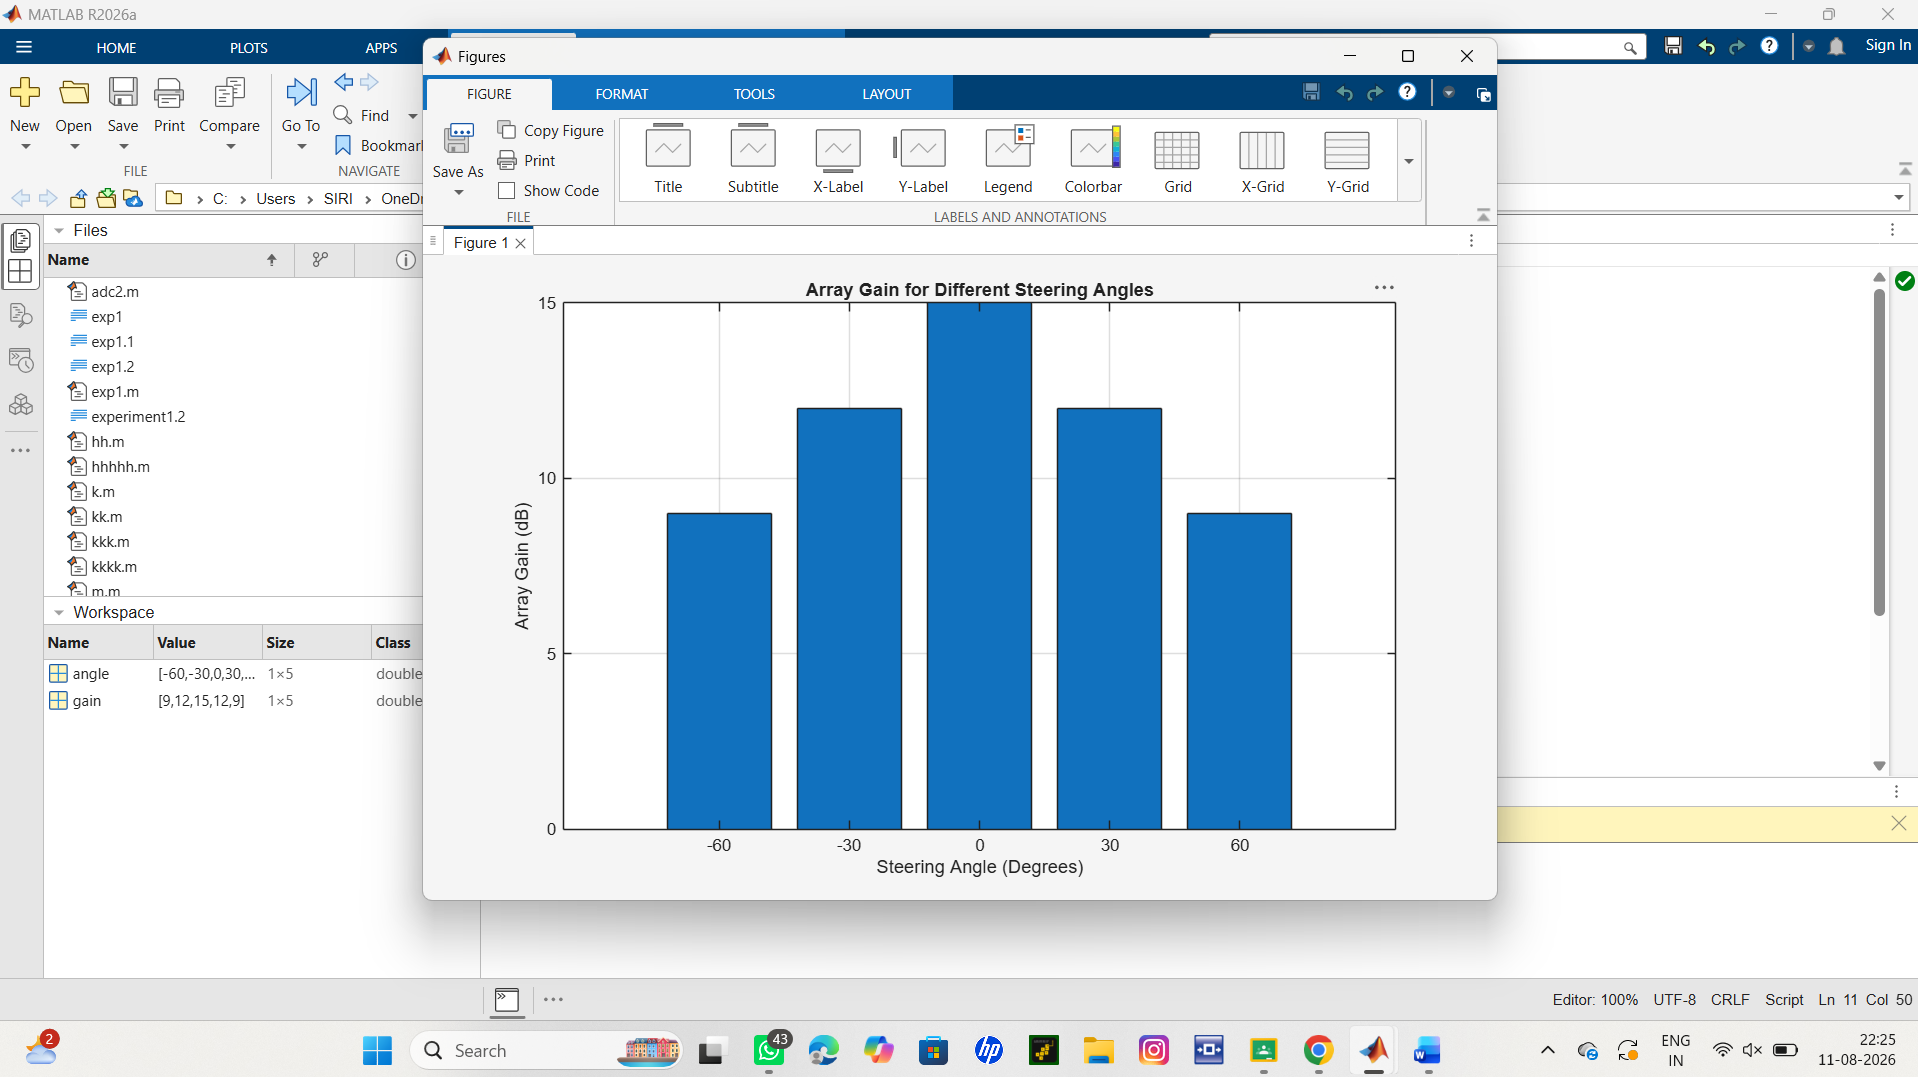 MATLAB R2026a
HOME PLOTS APPS
Sign In
New Open Save Print Compare Go To
Find
Bookmar
FILE NAVIGATE
C: Users SIRI OneDr
Files
Name
adc2.m
exp1
exp1.1
exp1.2
exp1.m
experiment1.2
hh.m
hhhhh.m
k.m
kk.m
kkk.m
kkkk.m
m.m
Workspace
Name Value Size Class
angle [-60,-30,0,30,... 1×5 double
gain [9,12,15,12,9] 1×5 double
Figures
FIGURE FORMAT TOOLS LAYOUT
Save As
Copy Figure
Print
Show Code
FILE
Title Subtitle X-Label Y-Label Legend Colorbar Grid X-Grid Y-Grid
LABELS AND ANNOTATIONS
Figure 1
Array Gain for Different Steering Angles
15
10
5
0
Array Gain (dB)
-60 -30 0 30 60
Steering Angle (Degrees)
Editor: 100% UTF-8 CRLF Script Ln 11 Col 50
2
Search
43
ENG
IN
22:25
11-08-2026